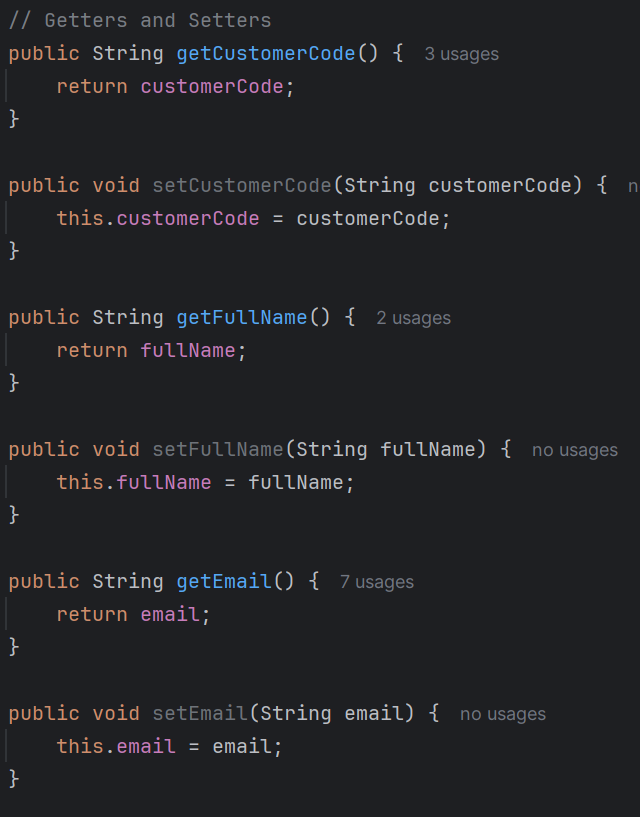 // Getters and Setters
public String getCustomerCode() { 3 usages
    return customerCode;
}

public void setCustomerCode(String customerCode) {
    this.customerCode = customerCode;
}

public String getFullName() { 2 usages
    return fullName;
}

public void setFullName(String fullName) { no usages
    this.fullName = fullName;
}

public String getEmail() { 7 usages
    return email;
}

public void setEmail(String email) { no usages
    this.email = email;
}